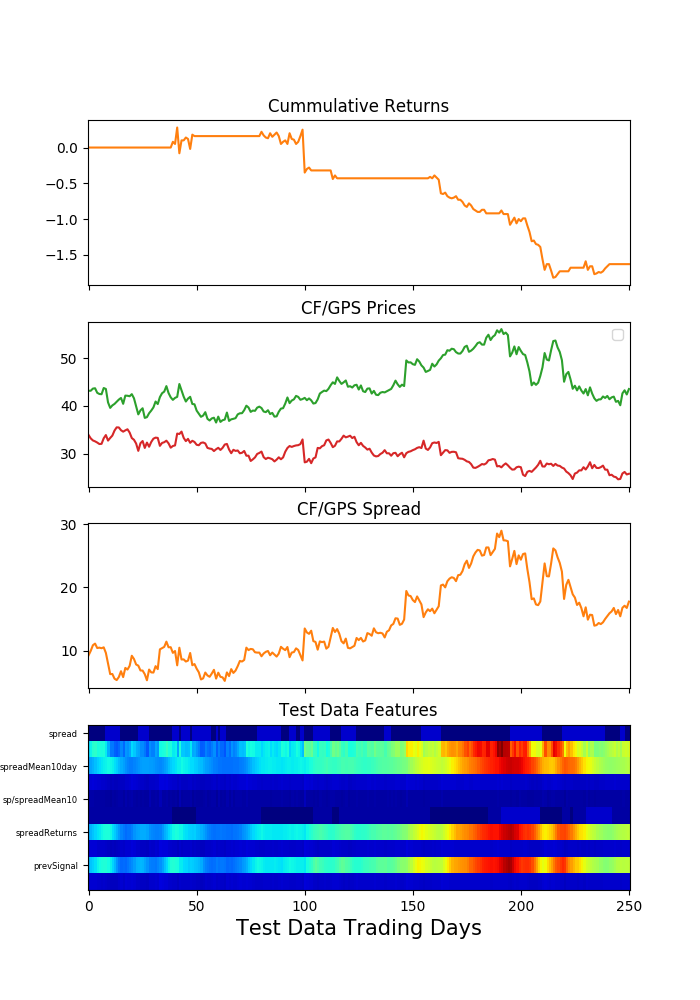 Cummulative Returns
0.0
−0.5
−1.0
−1.5
CF/GPS Prices
50
40
30
CF/GPS Spread
30
20
10
Test Data Features
spread
spreadMean10day
sp/spreadMean10
spreadReturns
prevSignal
0 50 100 150 200 250
Test Data Trading Days